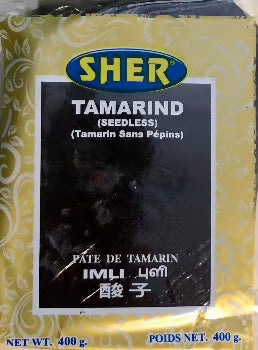 SHER®
TAMARIND
(SEEDLESS)
(Tamarin Sans Pépins)
PATE DE TAMARIN
IMLI புளி
酸子
NET WT. 400 g. POIDS NET. 400 g.